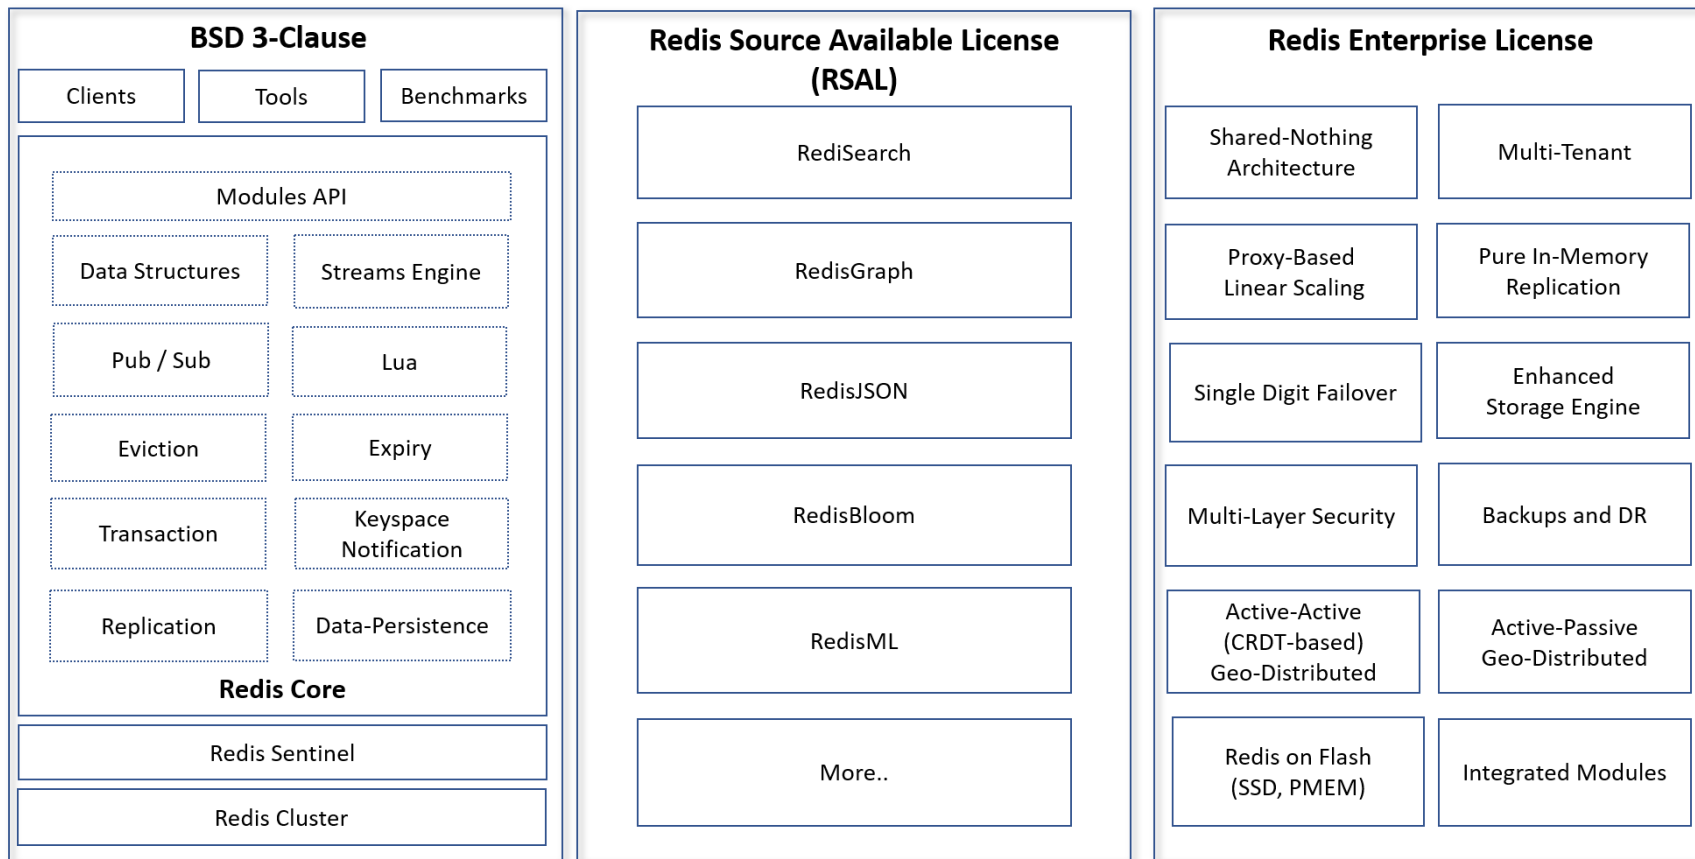 BSD 3-Clause
Clients
Tools
Benchmarks
Modules API
Data Structures
Streams Engine
Pub / Sub
Lua
Eviction
Expiry
Transaction
Keyspace
Notification
Replication
Data-Persistence
Redis Core
Redis Sentinel
Redis Cluster
Redis Source Available License
(RSAL)
RediSearch
RedisGraph
RedisJSON
RedisBloom
RedisML
More..
Redis Enterprise License
Shared-Nothing
Architecture
Multi-Tenant
Proxy-Based
Linear Scaling
Pure In-Memory
Replication
Single Digit Failover
Enhanced
Storage Engine
Multi-Layer Security
Backups and DR
Active-Active
(CRDT-based)
Geo-Distributed
Active-Passive
Geo-Distributed
Redis on Flash
(SSD, PMEM)
Integrated Modules